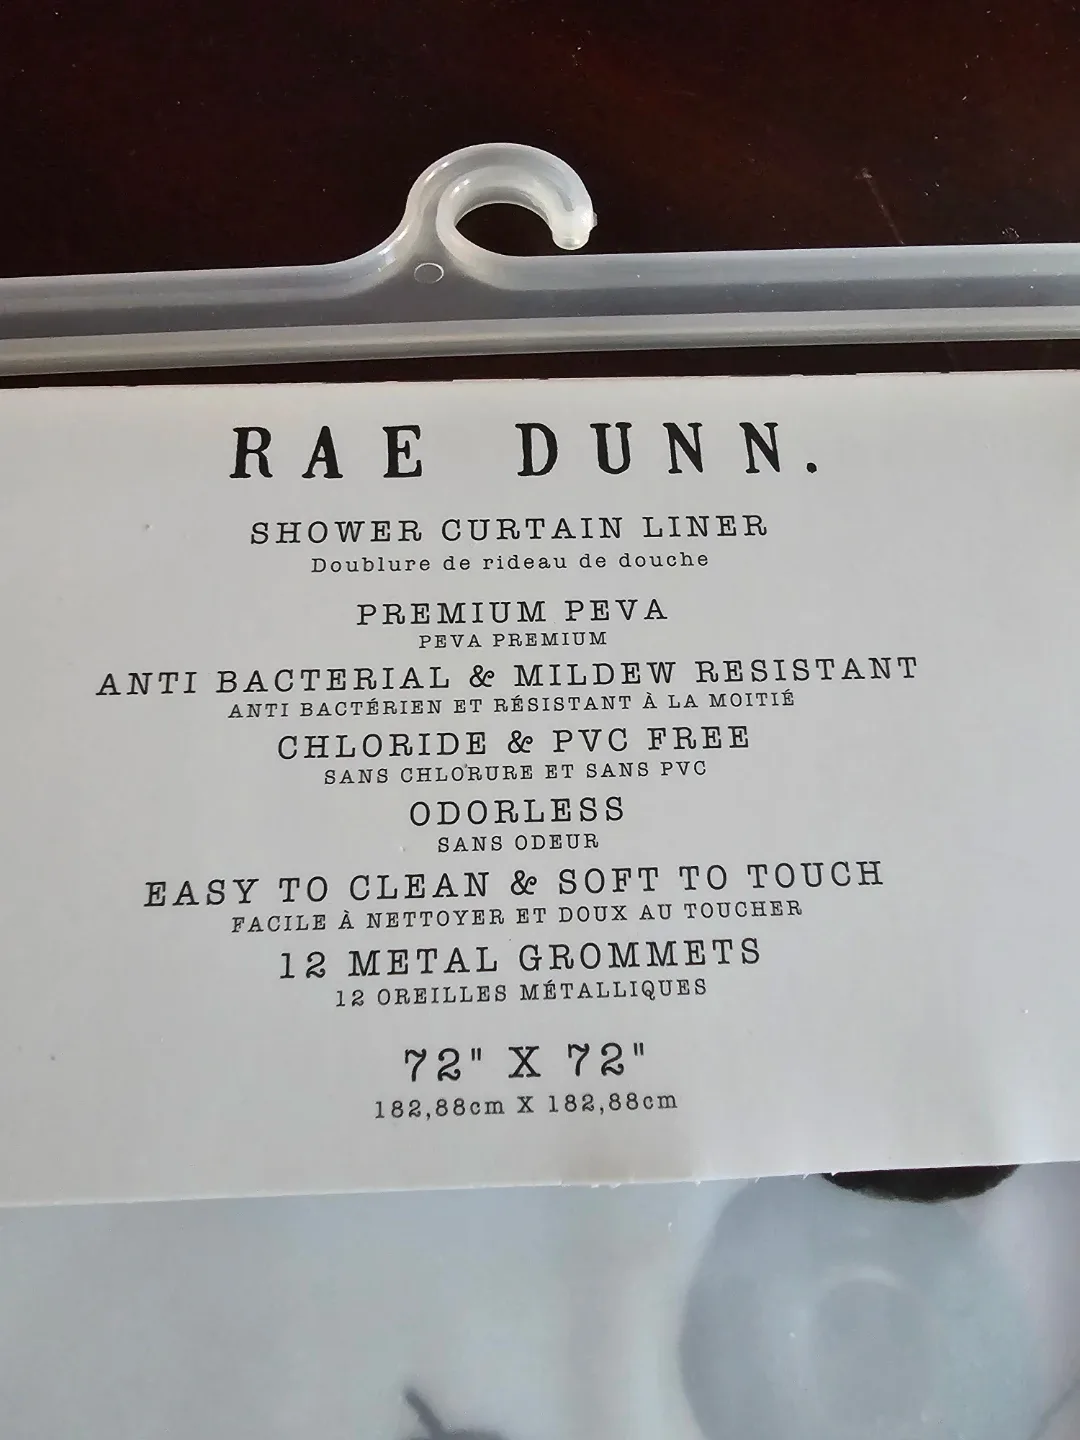 RAE DUNN.
SHOWER CURTAIN LINER
Doublure de rideau de douche
PREMIUM PEVA
PEVA PREMIUM
ANTI BACTERIAL & MILDEW RESISTANT
ANTI BACTÉRIEN ET RÉSISTANT À LA MOITIÉ
CHLORIDE & PVC FREE
SANS CHLORURE ET SANS PVC
ODORLESS
SANS ODEUR
EASY TO CLEAN & SOFT TO TOUCH
FACILE À NETTOYER ET DOUX AU TOUCHER
12 METAL GROMMETS
12 OREILLES MÉTALLIQUES
72" X 72"
182,88cm X 182,88cm